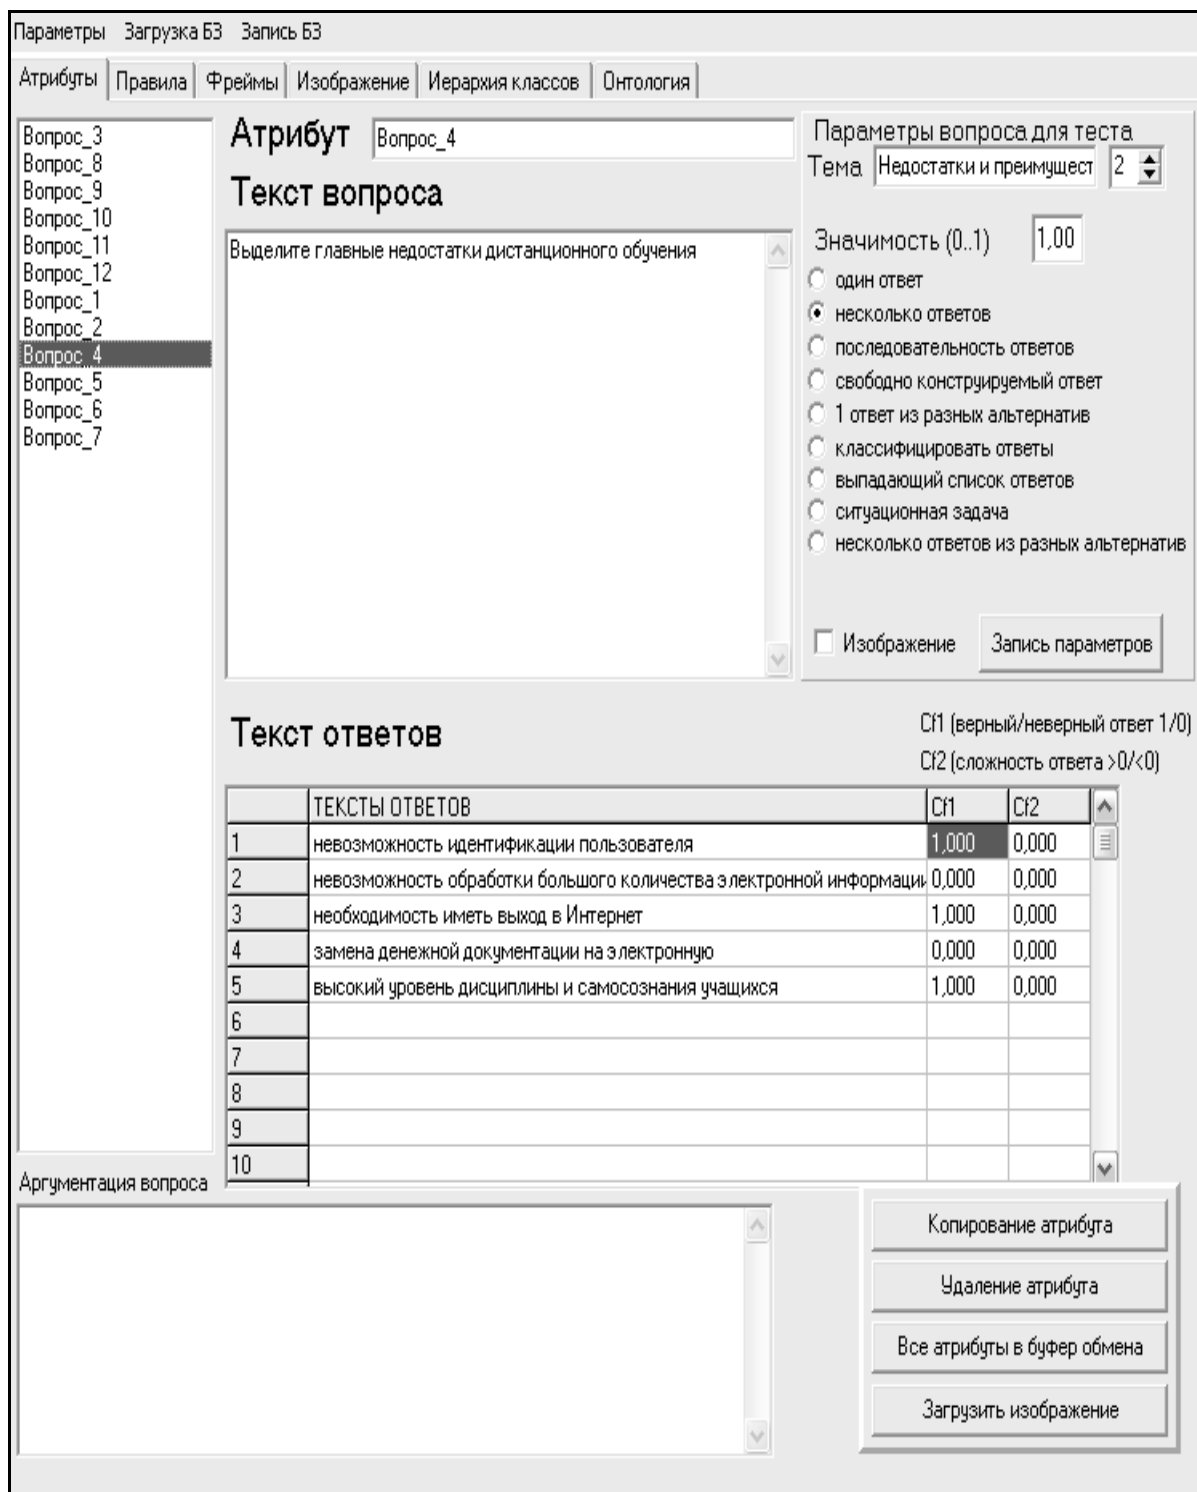 Параметры Загрузка БЗ Запись БЗ
Атрибуты Правила Фреймы Изображение Иерархия классов Онтология
Вопрос_3
Вопрос_8
Вопрос_9
Вопрос_10
Вопрос_11
Вопрос_12
Вопрос_1
Вопрос_2
Вопрос_4
Вопрос_5
Вопрос_6
Вопрос_7
Атрибут Вопрос_4
Текст вопроса
Выделите главные недостатки дистанционного обучения
Параметры вопроса для теста
Тема Недостатки и преимущест 2
Значимость (0..1) 1,00
один ответ
несколько ответов
последовательность ответов
свободно конструируемый ответ
1 ответ из разных альтернатив
классифицировать ответы
выпадающий список ответов
ситуационная задача
несколько ответов из разных альтернатив
Изображение Запись параметров
Текст ответов
Cf1 (верный/неверный ответ 1/0)
Cf2 (сложность ответа >0/<0)
ТЕКСТЫ ОТВЕТОВ Cf1 Cf2
1 невозможность идентификации пользователя 1,000 0,000
2 невозможность обработки большого количества электронной информации 0,000 0,000
3 необходимость иметь выход в Интернет 1,000 0,000
4 замена денежной документации на электронную 0,000 0,000
5 высокий уровень дисциплины и самосознания учащихся 1,000 0,000
6
7
8
9
10
Аргументация вопроса
Копирование атрибута
Удаление атрибута
Все атрибуты в буфер обмена
Загрузить изображение